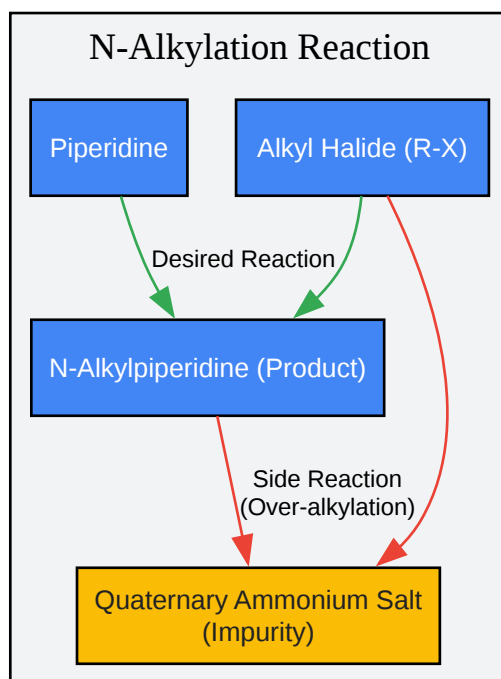 N-Alkylation Reaction
Piperidine
Alkyl Halide (R-X)
Desired Reaction
N-Alkylpiperidine (Product)
Side Reaction
(Over-alkylation)
Quaternary Ammonium Salt
(Impurity)